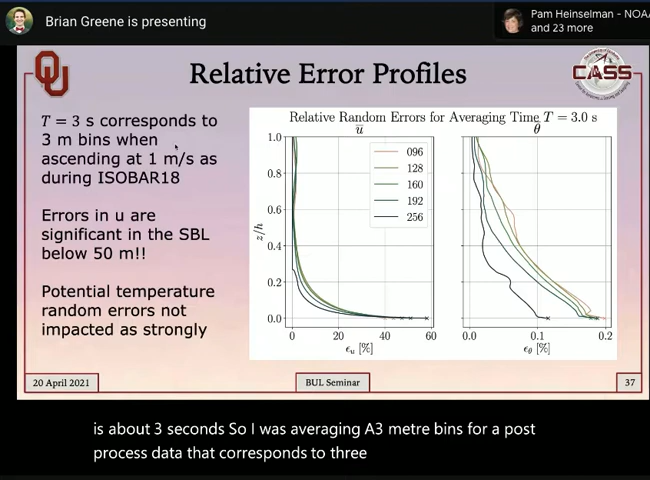 Brian Greene is presenting
Pam Heinselman - NOA
and 23 more
OU
Relative Error Profiles
CASS
T = 3 s corresponds to
3 m bins when
ascending at 1 m/s as
during ISOBAR18
Errors in u are
significant in the SBL
below 50 m!!
Potential temperature
random errors not
impacted as strongly
Relative Random Errors for Averaging Time T = 3.0 s
u̅
θ̅
1.0
0.8
0.6
0.4
0.2
0.0
z/h
096
128
160
192
256
0 20 40 60
ϵu [%]
0.0 0.1 0.2
ϵθ [%]
20 April 2021
BUL Seminar
37
is about 3 seconds So I was averaging A3 metre bins for a post
process data that corresponds to three